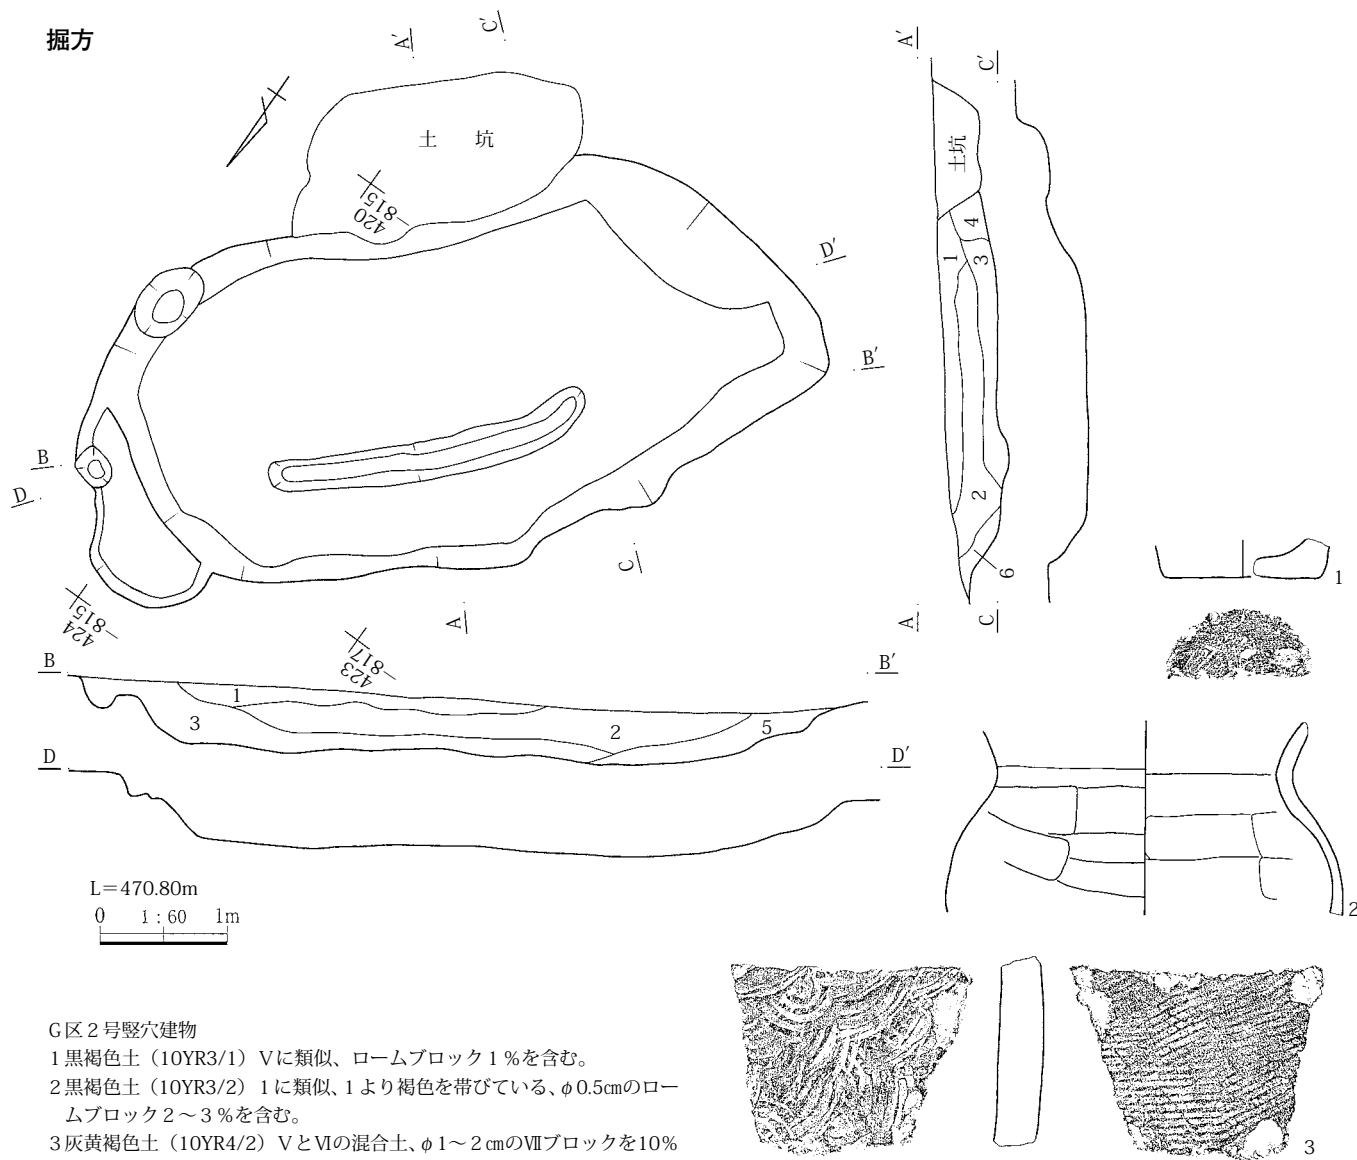 掘方
A′
C′
土　坑
420
-815
D′
B′
B
D
C
A
424
-815
423
-817
A′
C′
土坑
4
1
3
2
6
A
C
1
B
B′
1
3
2
5
D
D′
2
L=470.80m
0　1：60　1m
G区２号竪穴建物
１黒褐色土（10YR3/1）Ⅴに類似、ロームブロック１％を含む。
２黒褐色土（10YR3/2）１に類似、１より褐色を帯びている、φ0.5㎝のロー
ムブロック２～３％を含む。
３灰黄褐色土（10YR4/2）ⅤとⅥの混合土、φ１～２㎝のⅦブロックを10％
3